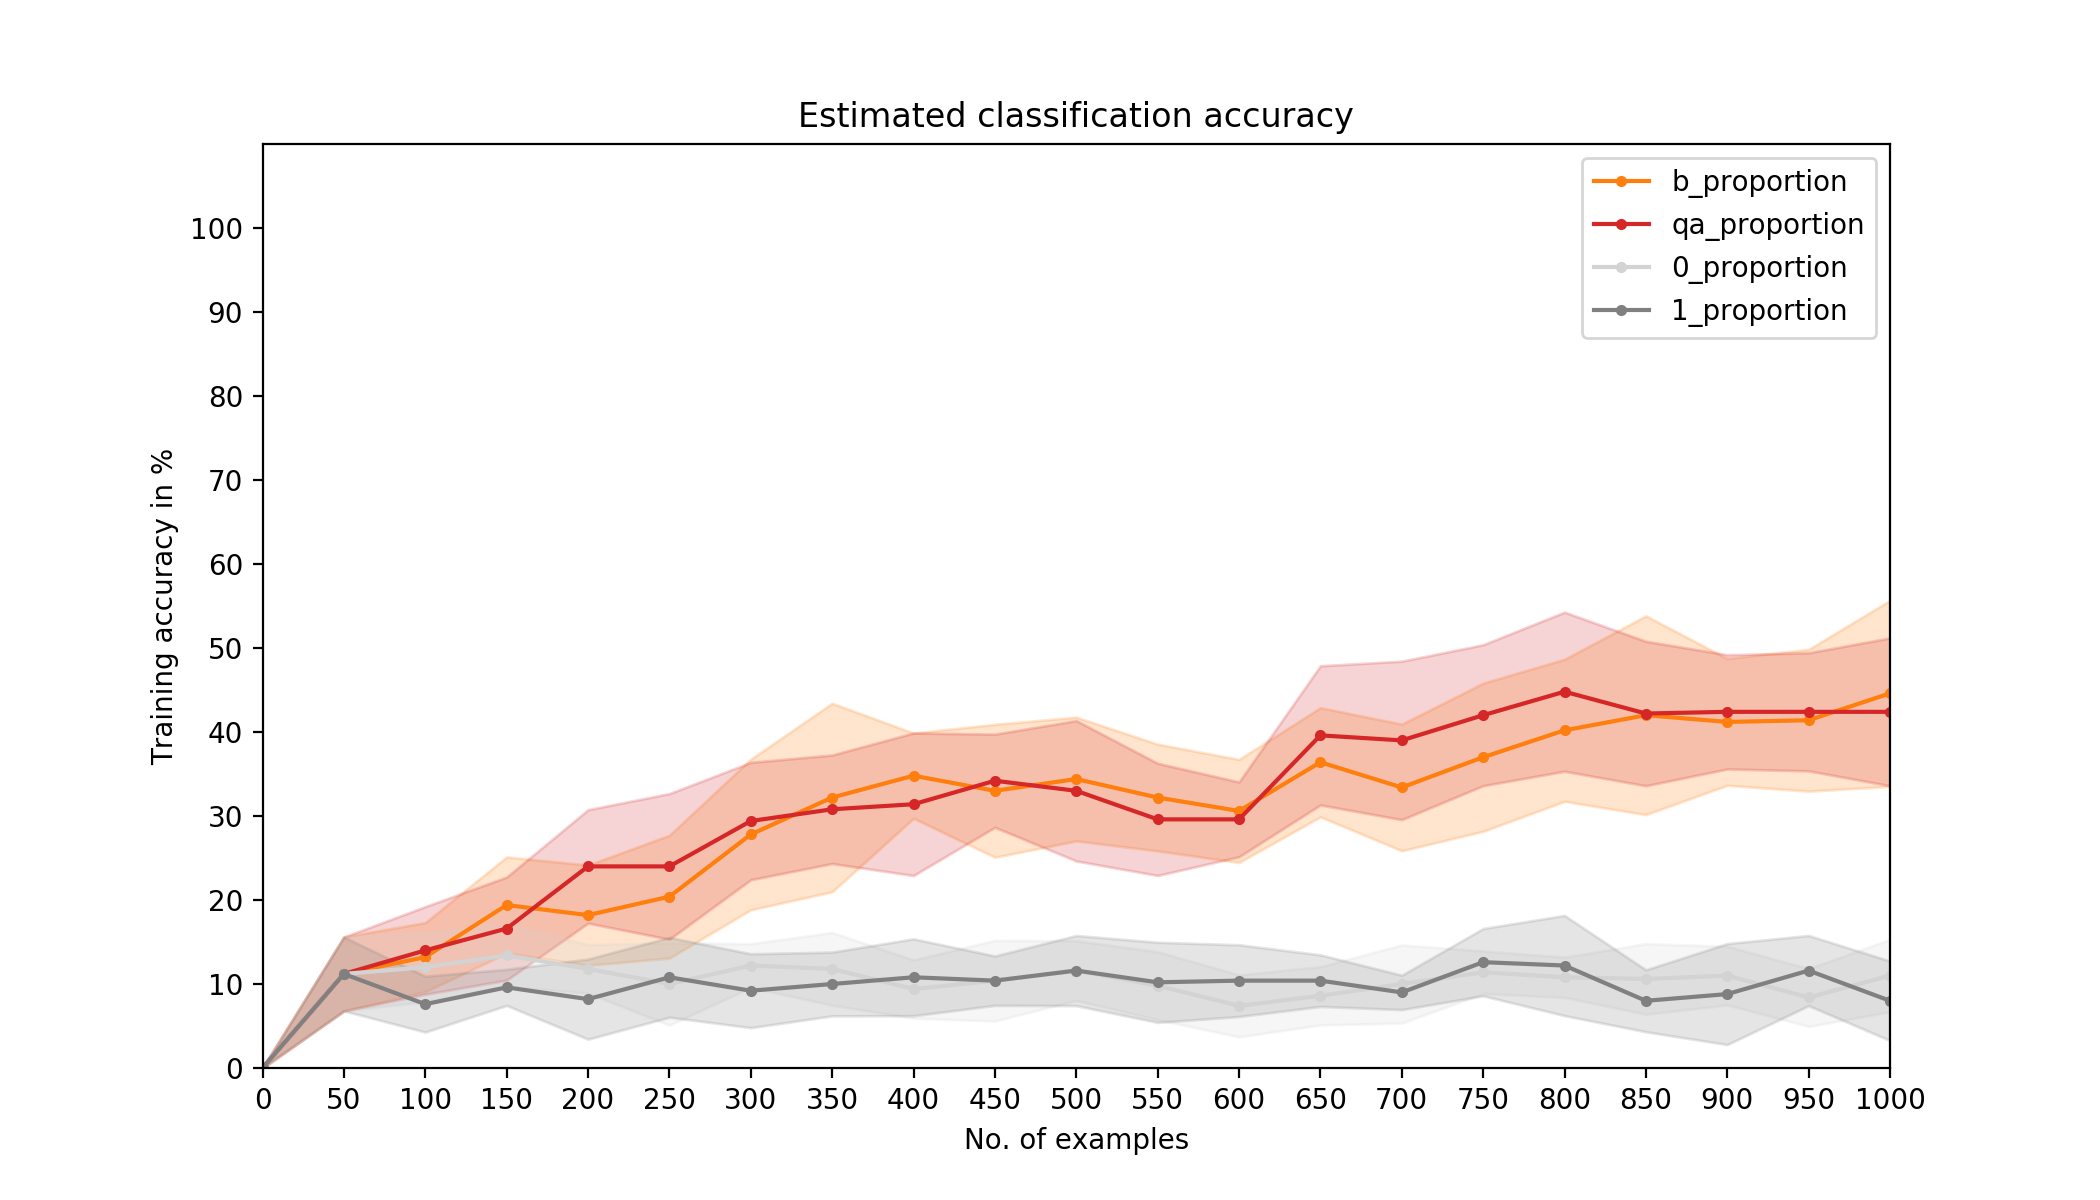 Estimated classification accuracy
b_proportion
qa_proportion
0_proportion
1_proportion
100
90
80
70
60
50
40
30
20
10
0
Training accuracy in %
0 50 100 150 200 250 300 350 400 450 500 550 600 650 700 750 800 850 900 950 1000
No. of examples